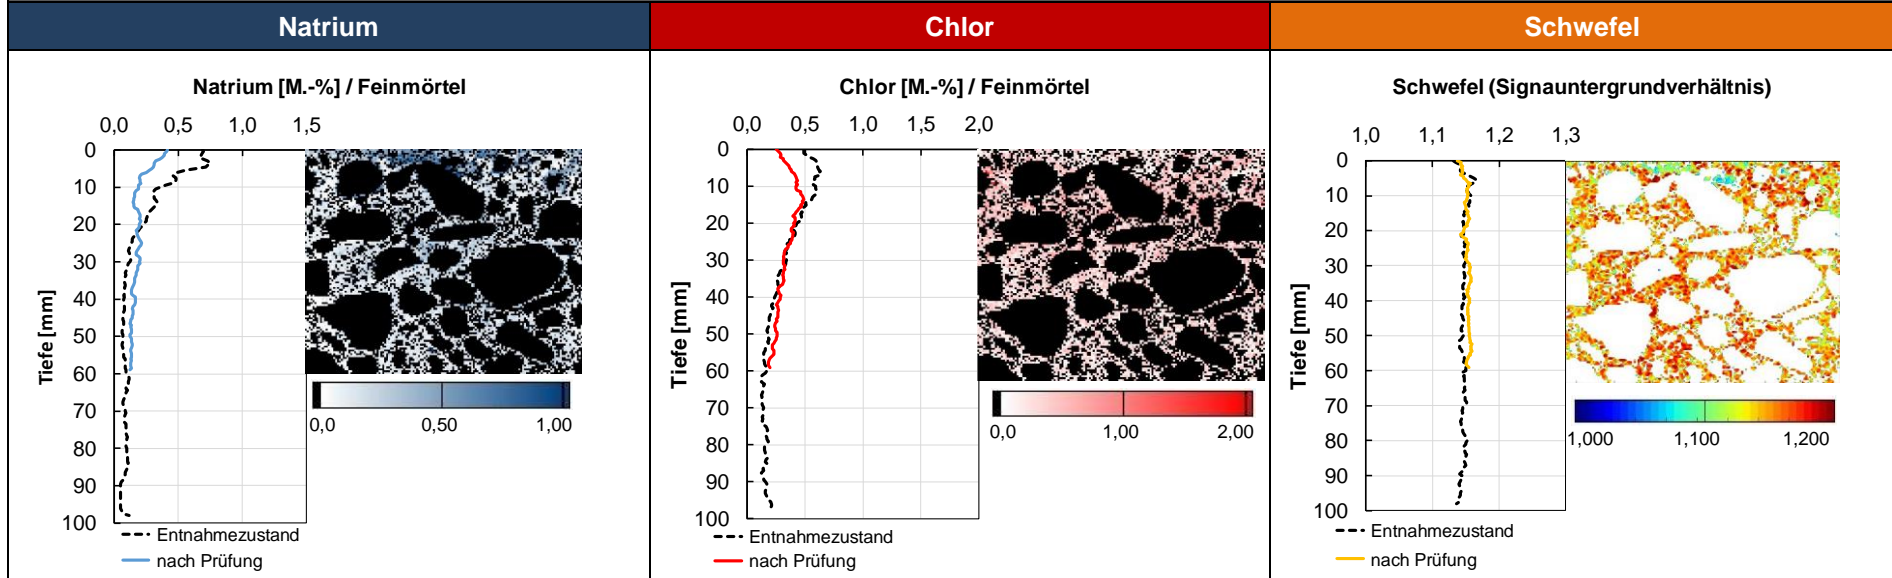 Natrium
Chlor
Schwefel
Natrium [M.-%] / Feinmörtel
0,0 0,5 1,0 1,5
0
10
20
30
40
50
60
70
80
90
100
Tiefe [mm]
0,0 0,50 1,00
Entnahmezustand
nach Prüfung
Chlor [M.-%] / Feinmörtel
0,0 0,5 1,0 1,5 2,0
0
10
20
30
40
50
60
70
80
90
100
Tiefe [mm]
0,0 1,00 2,00
Entnahmezustand
nach Prüfung
Schwefel (Signauntergrundverhältnis)
1,0 1,1 1,2 1,3
0
10
20
30
40
50
60
70
80
90
100
Tiefe [mm]
1,000 1,100 1,200
Entnahmezustand
nach Prüfung